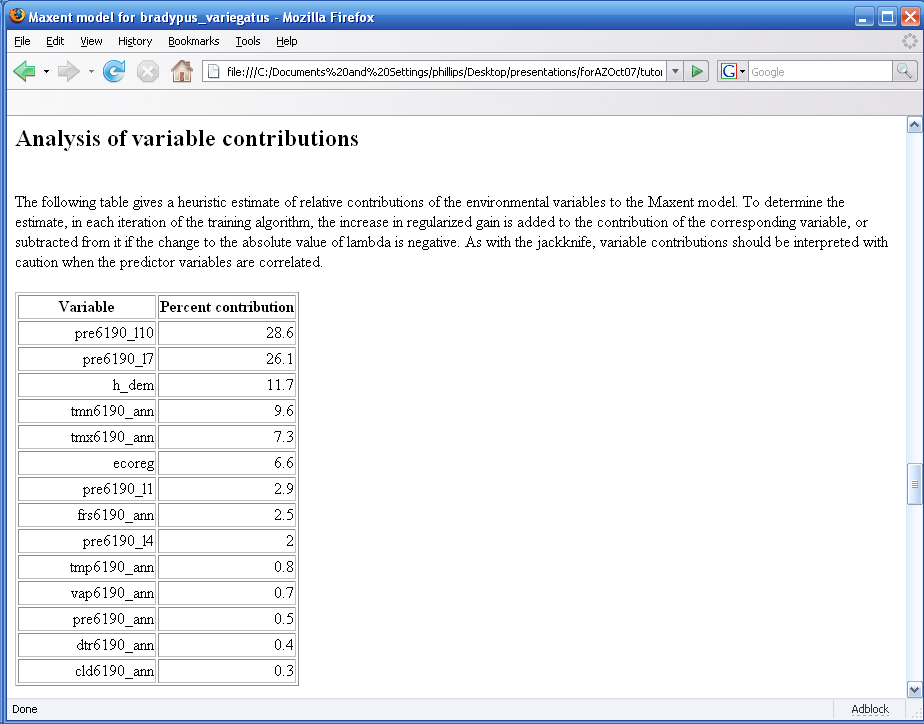 Maxent model for bradypus_variegatus - Mozilla Firefox
File Edit View History Bookmarks Tools Help
file:///C:/Documents%20and%20Settings/phillips/Desktop/presentations/forAZOct07/tutor
G Google
Analysis of variable contributions
The following table gives a heuristic estimate of relative contributions of the environmental variables to the Maxent model. To determine the
estimate, in each iteration of the training algorithm, the increase in regularized gain is added to the contribution of the corresponding variable, or
subtracted from it if the change to the absolute value of lambda is negative. As with the jackknife, variable contributions should be interpreted with
caution when the predictor variables are correlated.
Variable Percent contribution
pre6190_l10 28.6
pre6190_l7 26.1
h_dem 11.7
tmn6190_ann 9.6
tmx6190_ann 7.3
ecoreg 6.6
pre6190_l1 2.9
frs6190_ann 2.5
pre6190_l4 2
tmp6190_ann 0.8
vap6190_ann 0.7
pre6190_ann 0.5
dtr6190_ann 0.4
cld6190_ann 0.3
Done Adblock